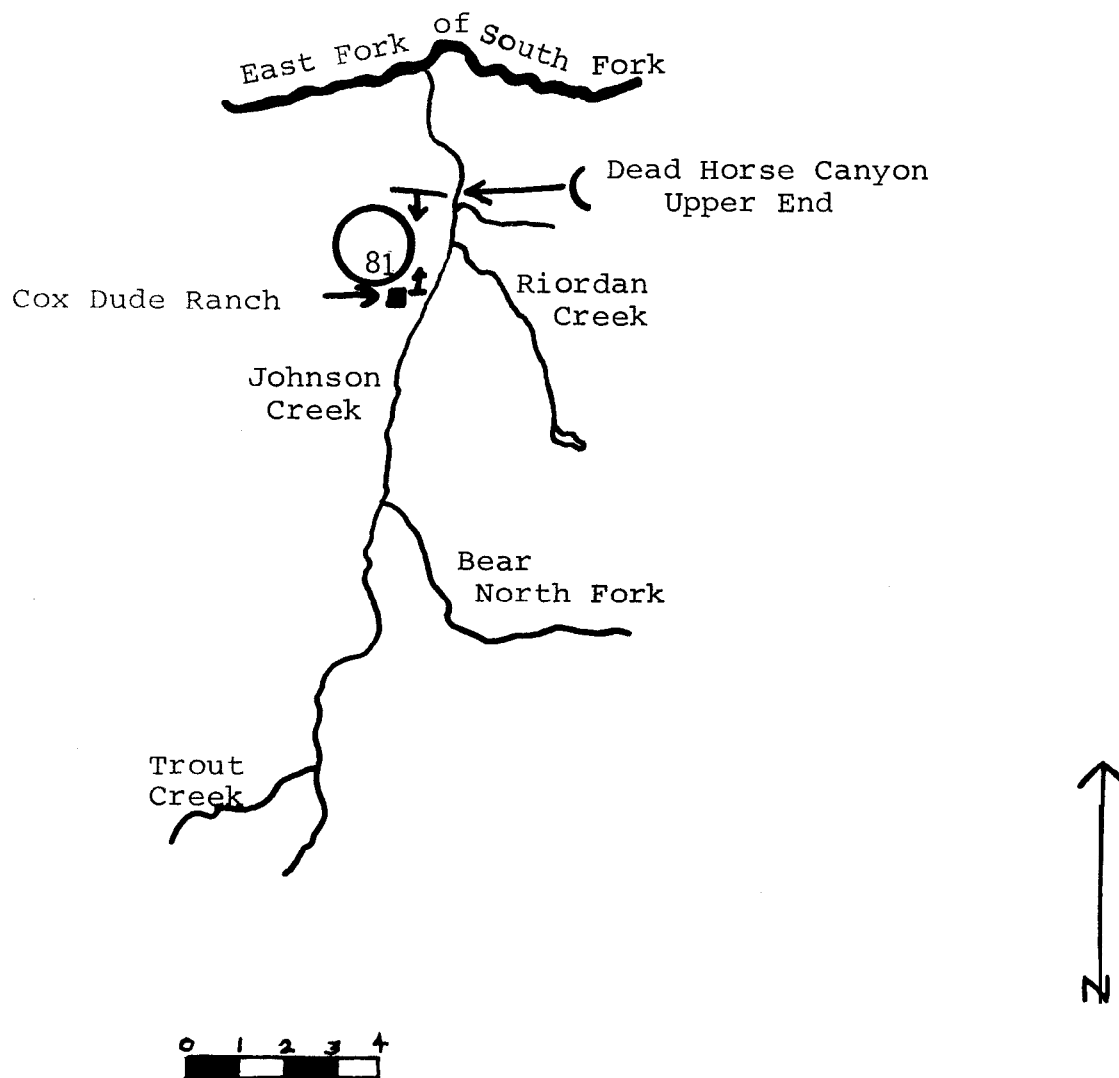 East Fork of South Fork
Dead Horse Canyon
Upper End
81
Cox Dude Ranch
Riordan
Creek
Johnson
Creek
Bear
North Fork
Trout
Creek
N
0 1 2 3 4